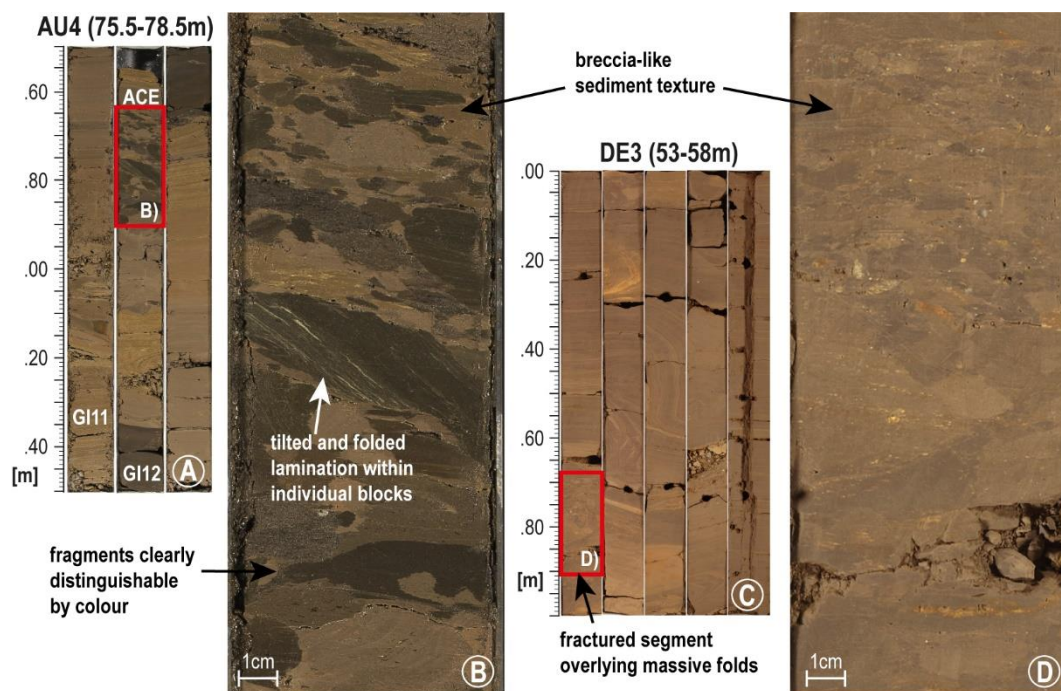 AU4 (75.5-78.5m)
.60
.80
.00
.20
.40
[m]
ACE
B)
GI11
GI12
A
breccia-like
sediment texture
tilted and folded
lamination within
individual blocks
fragments clearly
distinguishable
by colour
1cm
B
DE3 (53-58m)
.00
.20
.40
.60
.80
[m]
D)
C
fractured segment
overlying massive folds
1cm
D